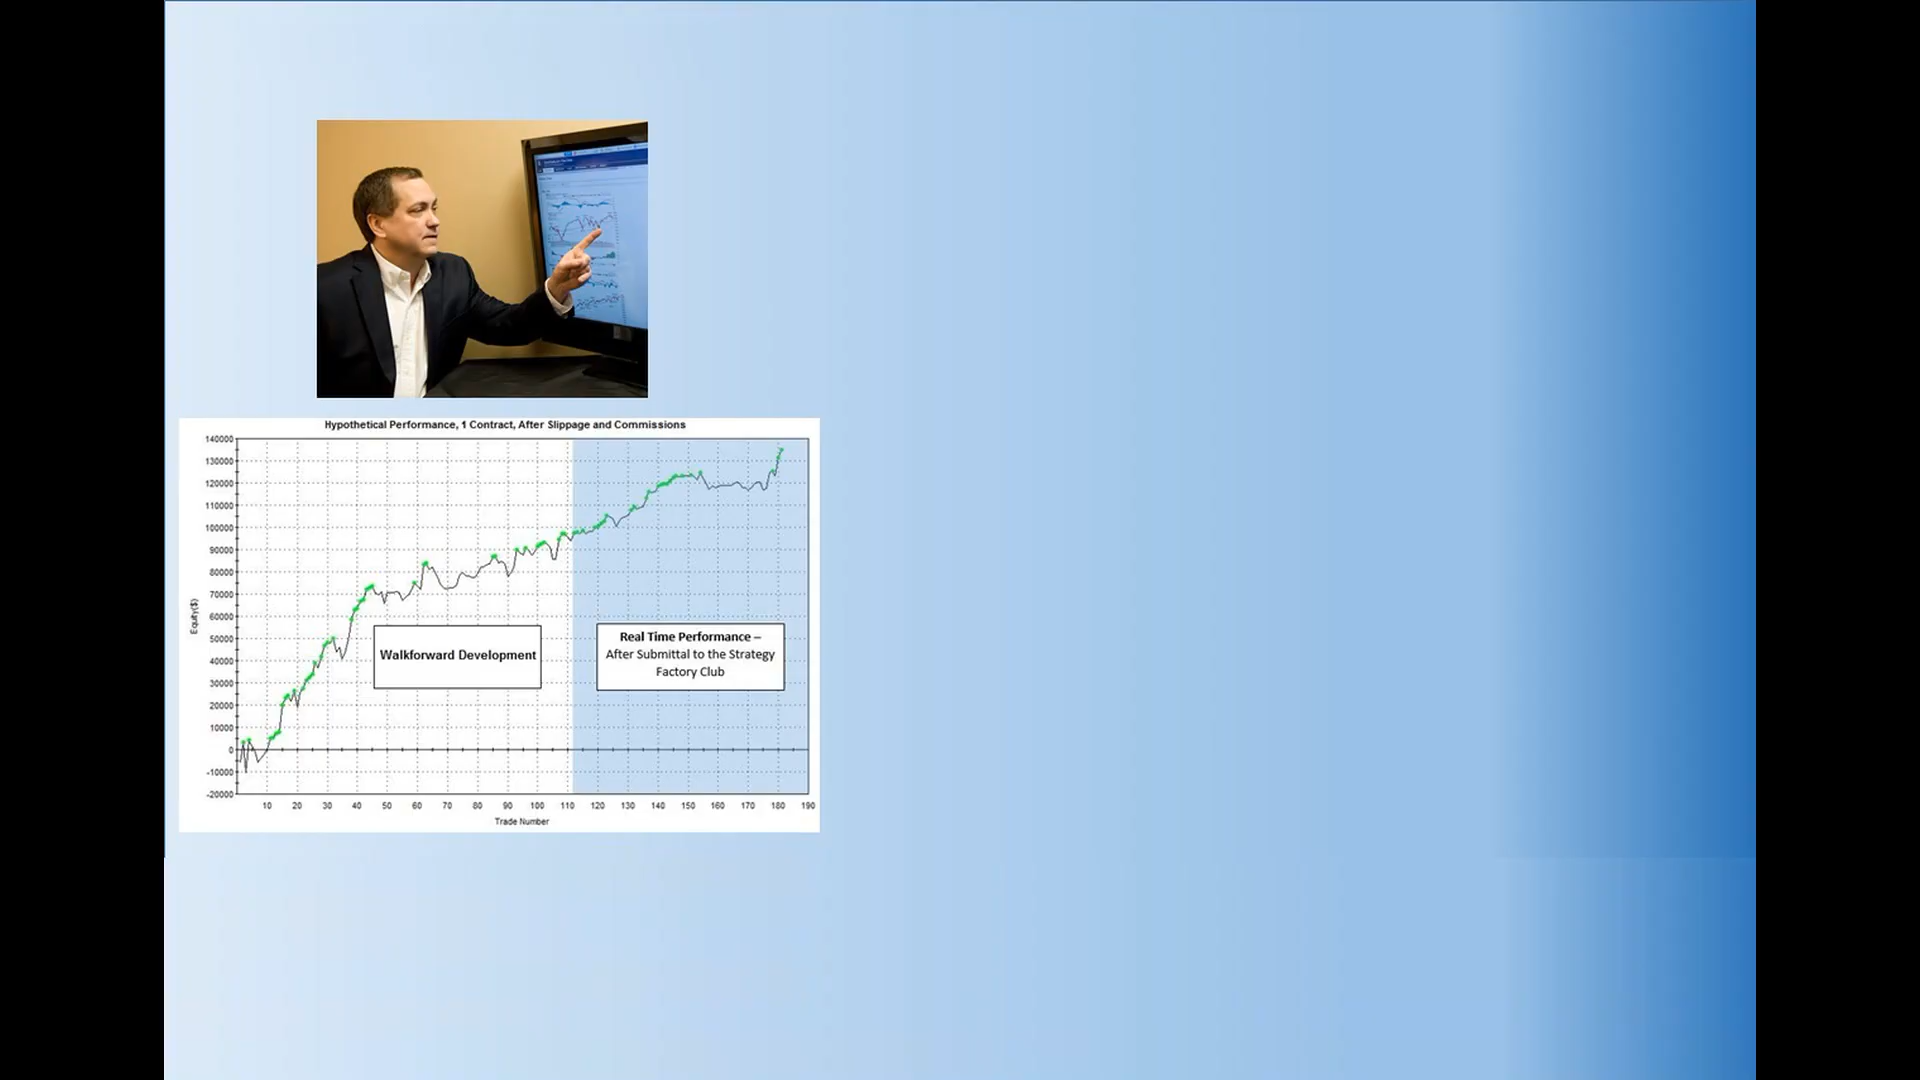 Hypothetical Performance, 1 Contract, After Slippage and Commissions
140000
130000
120000
110000
100000
90000
80000
70000
60000
50000
40000
30000
20000
10000
0
-10000
-20000
Equity($)
Walkforward Development
Real Time Performance –
After Submittal to the Strategy
Factory Club
10 20 30 40 50 60 70 80 90 100 110 120 130 140 150 160 170 180 190
Trade Number